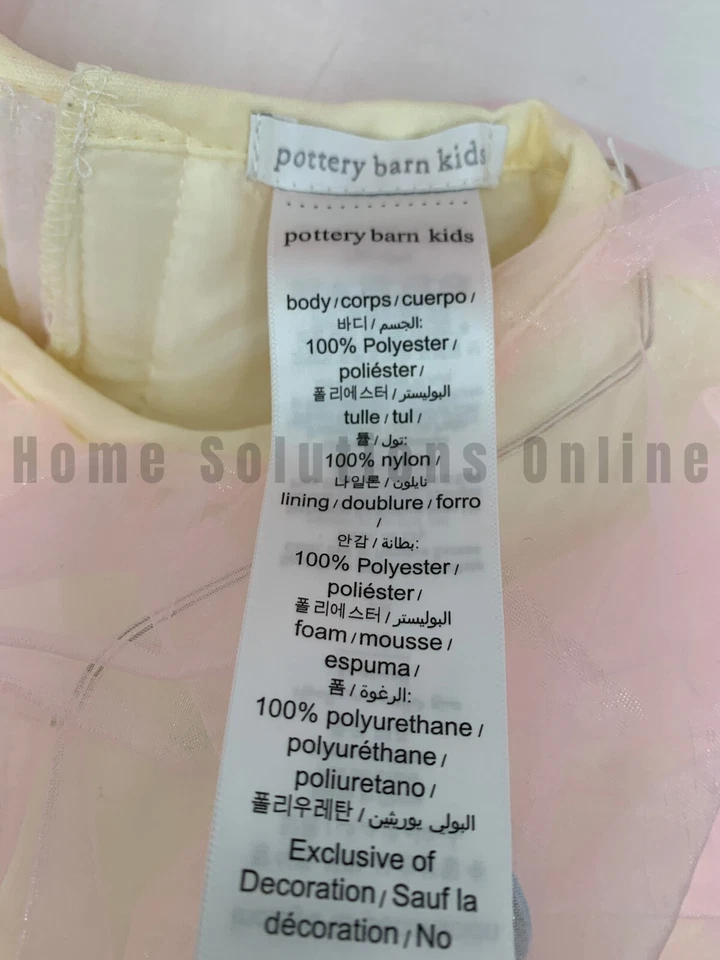 pottery barn kids
pottery barn kids
body / corps / cuerpo /
바디 / الجسم:
100% Polyester /
poliéster /
폴리에스터 / البوليستر
tulle / tul /
튤 / تول:
Home Solutions Online
100% nylon /
나일론 / نايلون
lining / doublure / forro
/
안감 / بطانة:
100% Polyester /
poliéster /
폴리에스터 / البوليستر
foam / mousse /
espuma /
폼 / الرغوة:
100% polyurethane /
polyuréthane /
poliuretano /
폴리우레탄 / البولي يوريثين
Exclusive of
Decoration / Sauf la
décoration / No